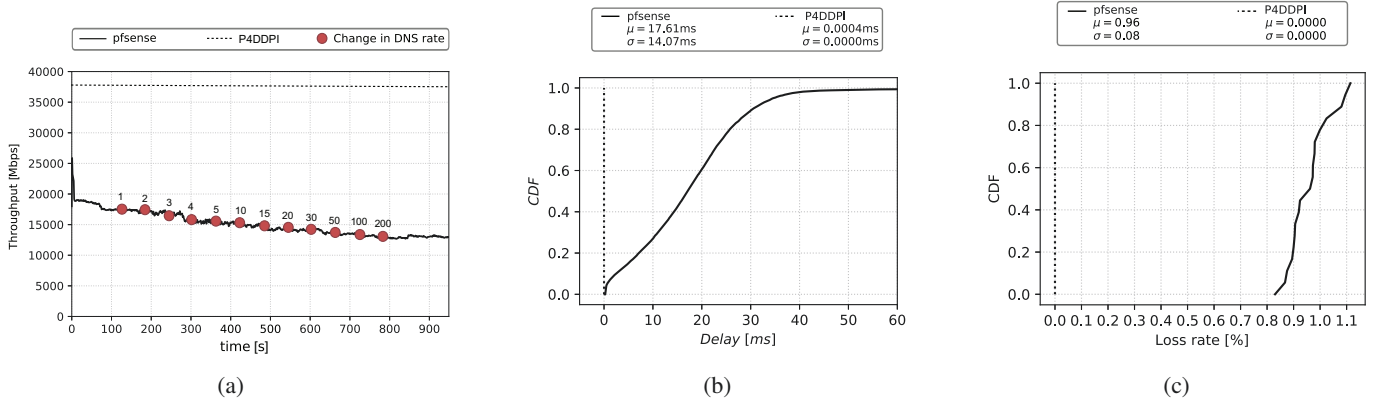 pfsense P4DDPI Change in DNS rate
40000
35000
30000
25000
20000
15000
10000
5000
0
Throughput [Mbps]
1 2 3 4 5 10 15 20 30 50 100 200
0 100 200 300 400 500 600 700 800 900
time [s]
(a)
pfsense P4DDPI
μ = 17.61ms μ = 0.0004ms
σ = 14.07ms σ = 0.0000ms
1.0
0.8
0.6
0.4
0.2
0.0
CDF
0 10 20 30 40 50 60
Delay [ms]
(b)
pfsense P4DDPI
μ = 0.96 μ = 0.0000
σ = 0.08 σ = 0.0000
1.0
0.8
0.6
0.4
0.2
0.0
CDF
0.0 0.1 0.2 0.3 0.4 0.5 0.6 0.7 0.8 0.9 1.0 1.1
Loss rate [%]
(c)